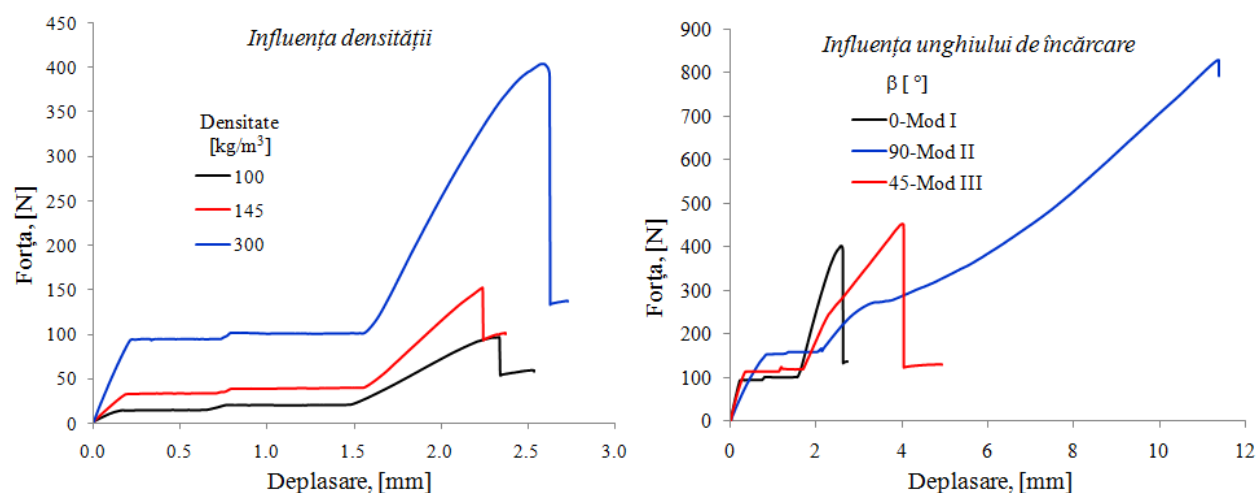 Influența densității
Forța, [N]
450
400
350
300
250
200
150
100
50
0
Densitate
[kg/m³]
100
145
300
0.0 0.5 1.0 1.5 2.0 2.5 3.0
Deplasare, [mm]
Influența unghiului de încărcare
Forța, [N]
900
800
700
600
500
400
300
200
100
0
β [ °]
0-Mod I
90-Mod II
45-Mod III
0 2 4 6 8 10 12
Deplasare, [mm]